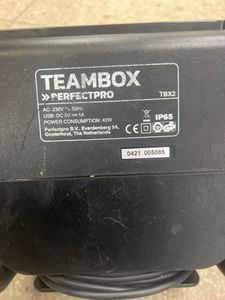 TEAMBOX
PERFECTPRO
TBX2
AC: 230V ~, 50Hz
USB: DC 5V ⎓ 1A
POWER CONSUMPTION: 40W
Perfectpro B.V., Everdenberg 9A,
Oosterhout, The Netherlands
IP65
0421 005085